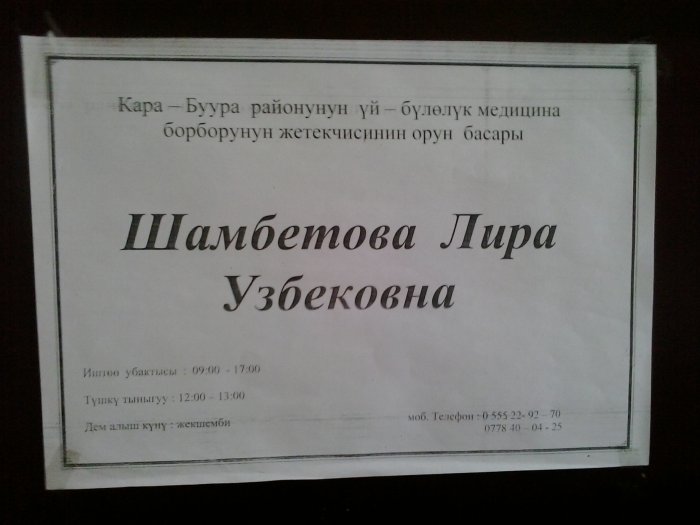 Кара – Буура районунун үй – бүлөлүк медицина
борборунун жетекчисинин орун басары
Шамбетова Лира
Узбековна
Иштөө убактысы : 09:00 - 17:00
Түшкү тыныгуу : 12:00 – 13:00
Дем алыш күнү : жекшемби
моб. Телефон : 0 555 22- 92 – 70
0778 40 – 04 - 25